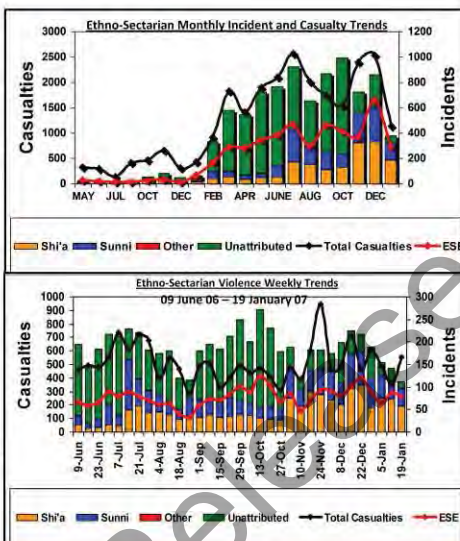 Ethno-Sectarian Monthly Incident and Casualty Trends
3000 1200
2500 1000
2000 800
1500 600
1000 400
500 200
0 0
Casualties
Incidents
MAY JULY OCT DEC FEB APR JUNE AUG OCT DEC
Shi'a Sunni Other Unattributed Total Casualties ESE
Ethno-Sectarian Violence Weekly Trends
09 June 06 – 19 January 07
1000 300
900
800 250
700
600 200
500 150
400
300 100
200 50
100
0 0
Casualties
Incidents
9-Jun 23-Jun 7-Jul 21-Jul 4-Aug 18-Aug 1-Sep 15-Sep 29-Sep 13-Oct 27-Oct 10-Nov 24-Nov 8-Dec 22-Dec 5-Jan 19-Jan
Shi'a Sunni Other Unattributed Total Casualties ESE